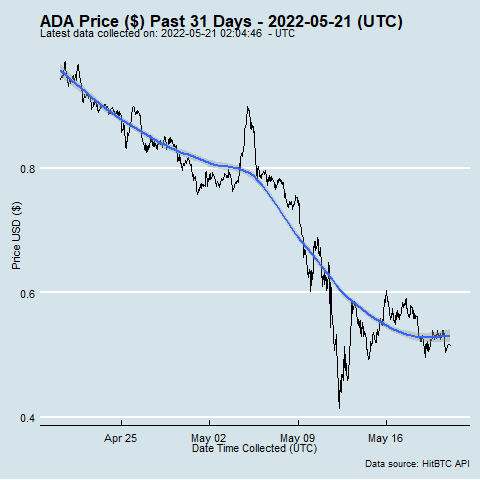 ADA Price ($) Past 31 Days - 2022-05-21 (UTC)
Latest data collected on: 2022-05-21 02:04:46 - UTC
0.8
0.6
0.4
Price USD ($)
Apr 25 May 02 May 09 May 16
Date Time Collected (UTC)
Data source: HitBTC API